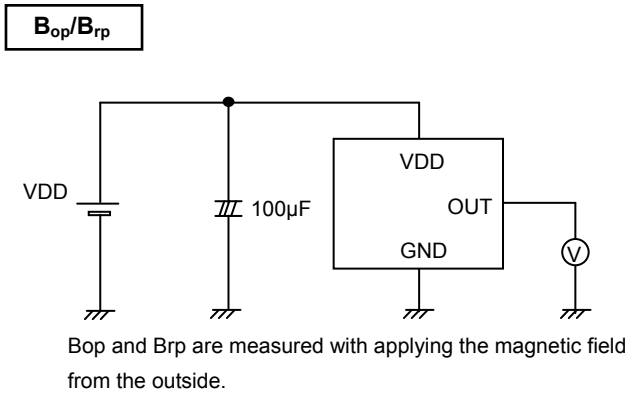 Bop/Brp
VDD
VDD
100µF
OUT
GND
V
Bop and Brp are measured with applying the magnetic field
from the outside.